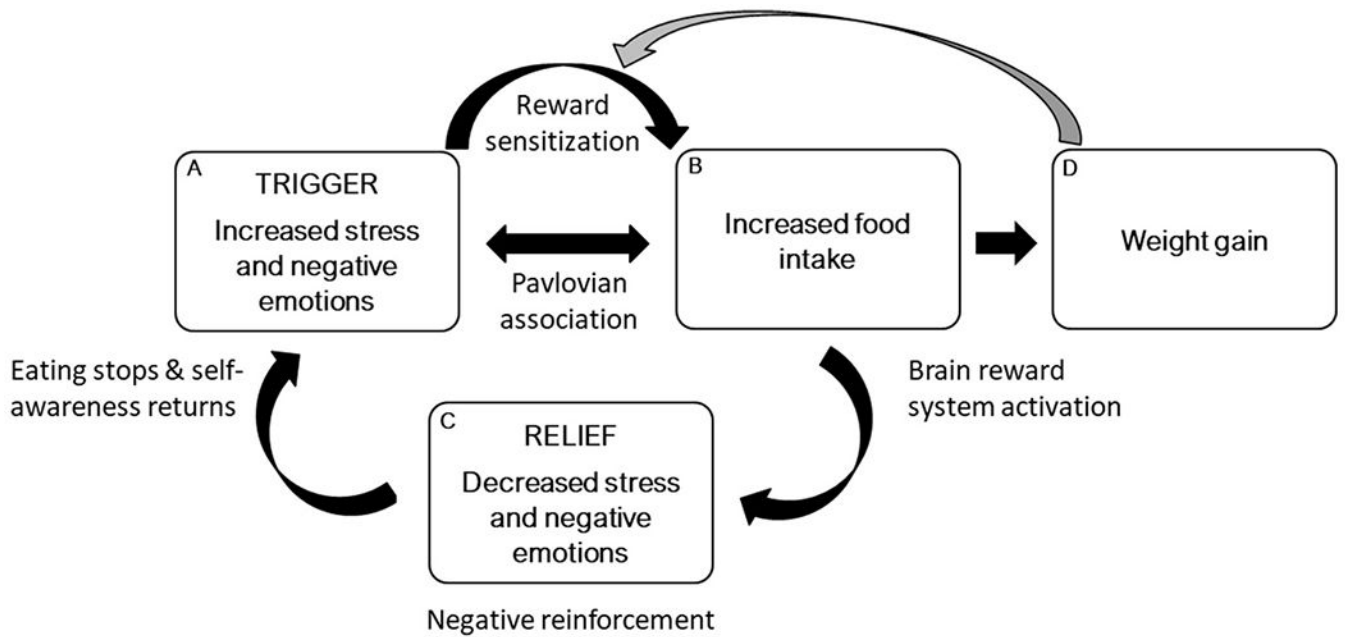 Reward
sensitization
A
TRIGGER
Increased stress
and negative
emotions
Pavlovian
association
B
Increased food
intake
D
Weight gain
Eating stops & self-
awareness returns
C
RELIEF
Decreased stress
and negative
emotions
Brain reward
system activation
Negative reinforcement